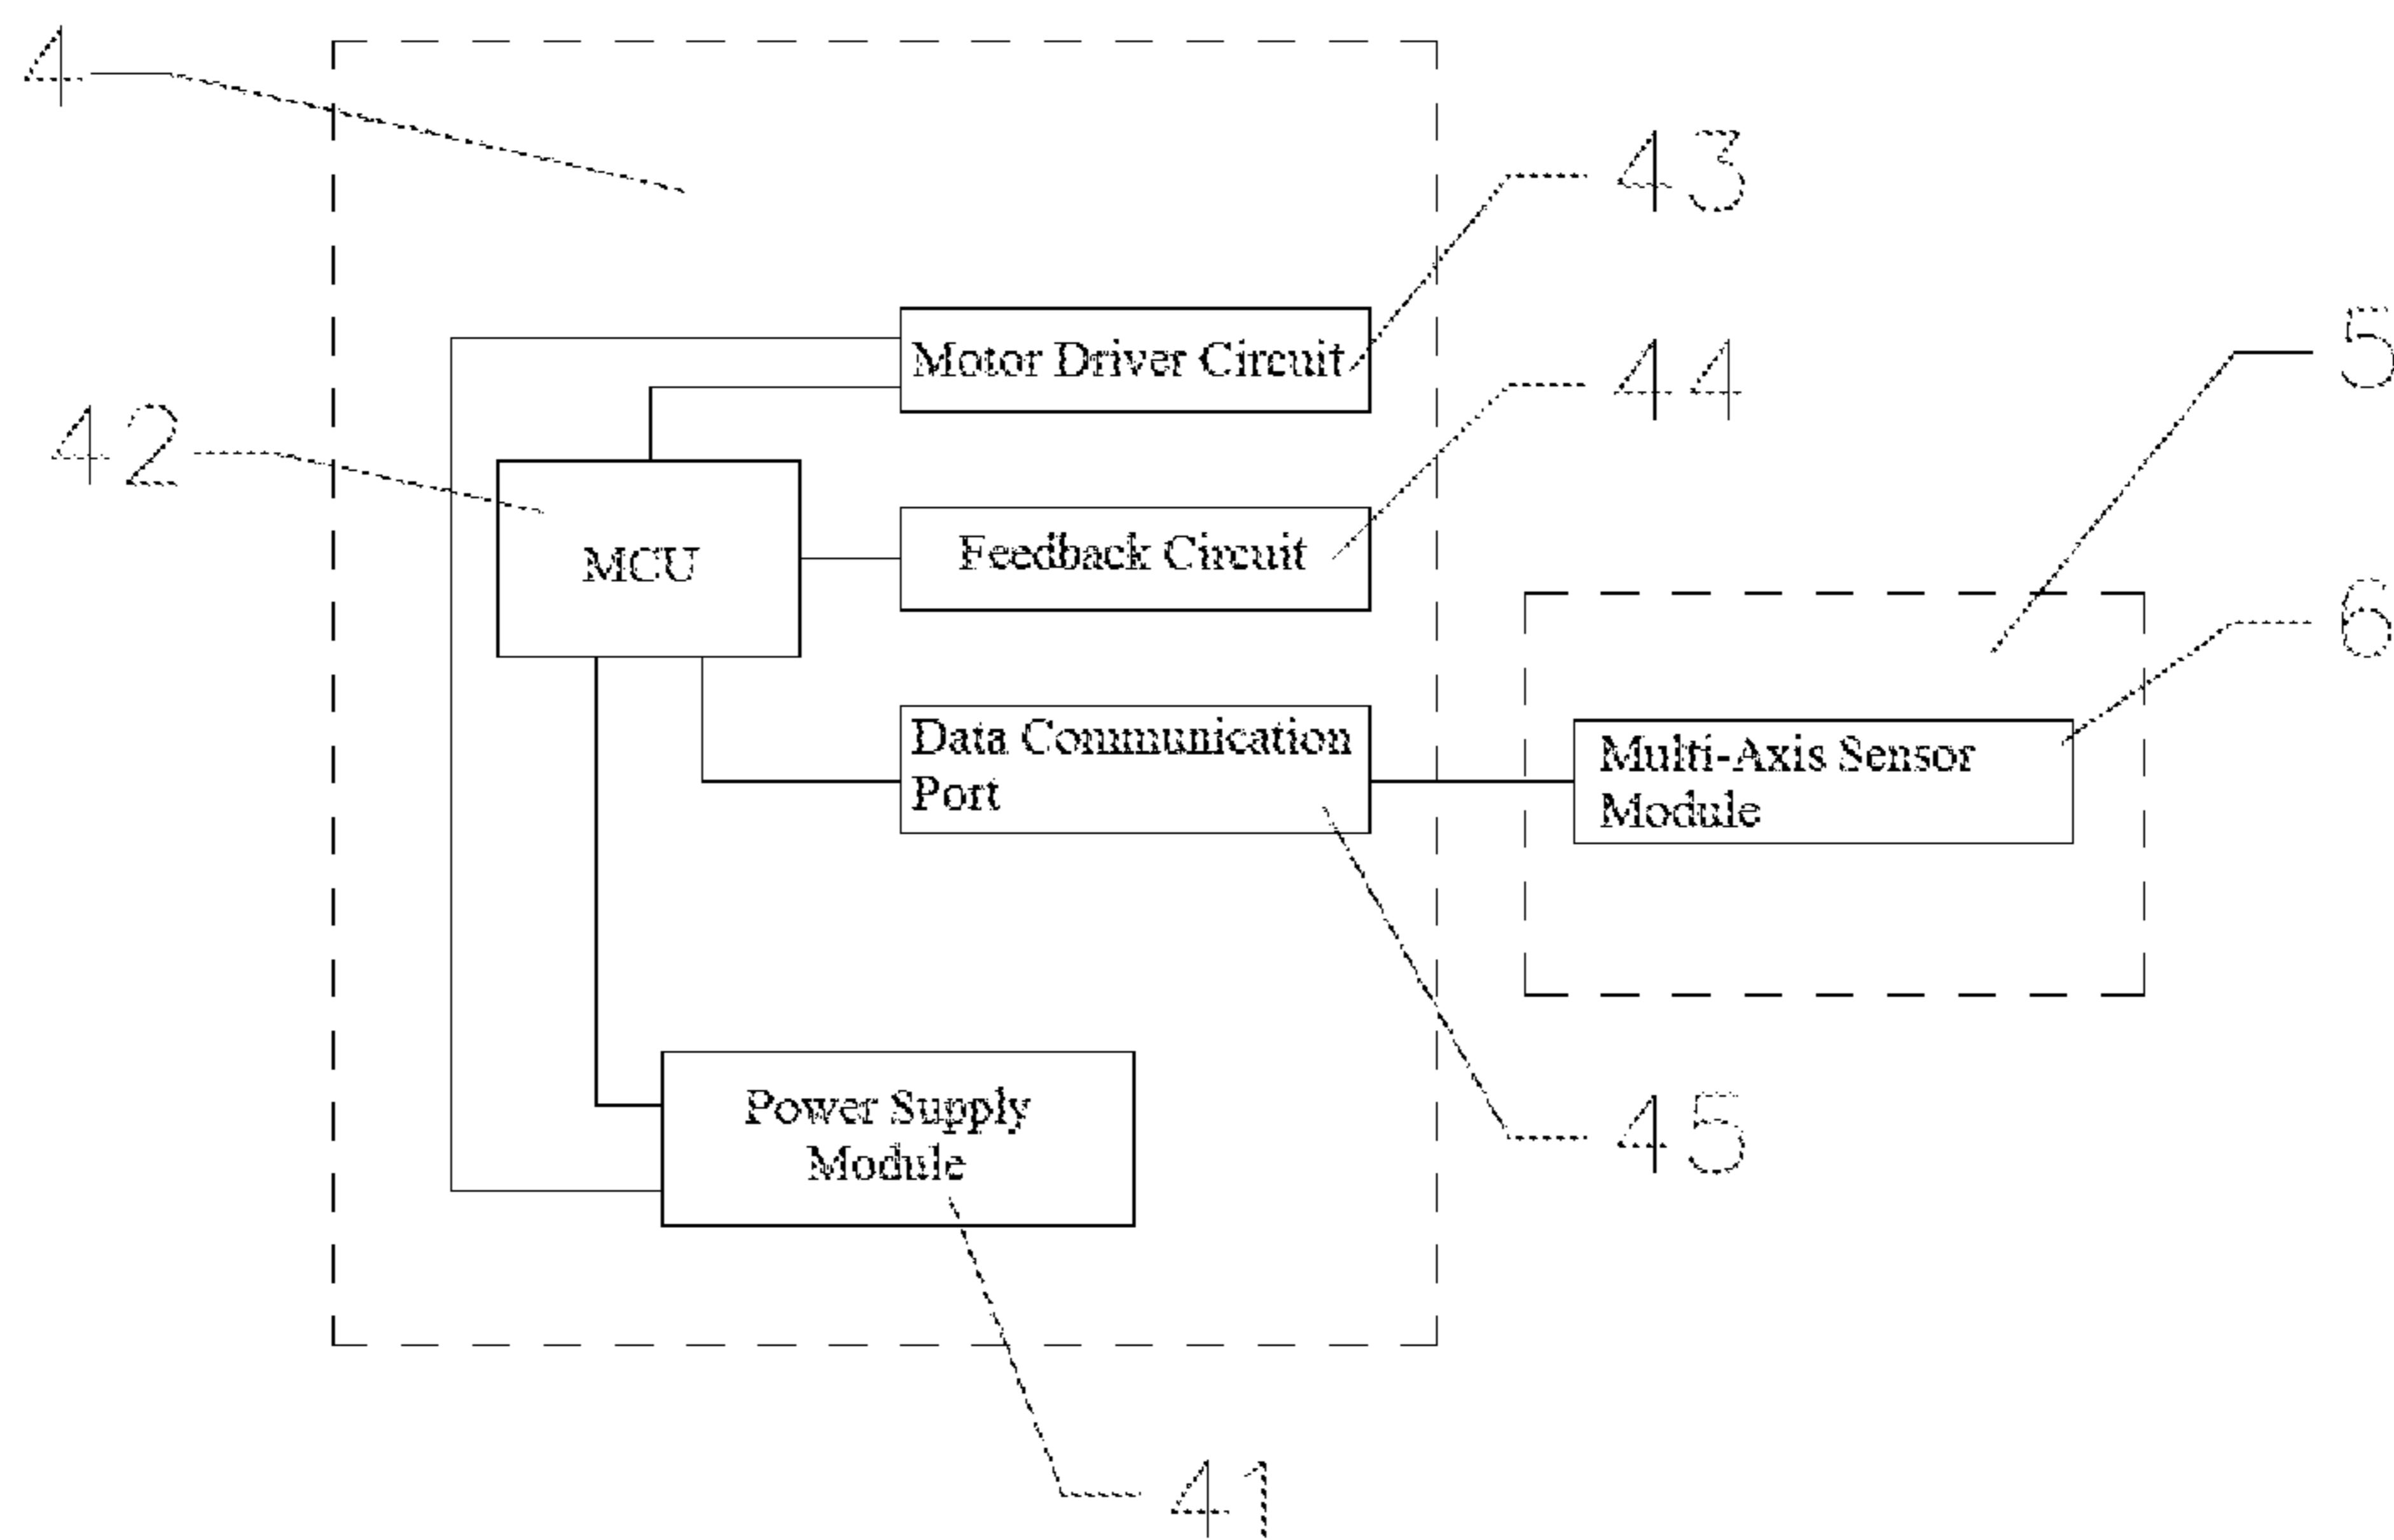 4
43
Motor Driver Circuit
44
5
42
MCU
Feedback Circuit
6
Data Communication
Port
Multi-Axis Sensor
Module
Power Supply
Module
45
41